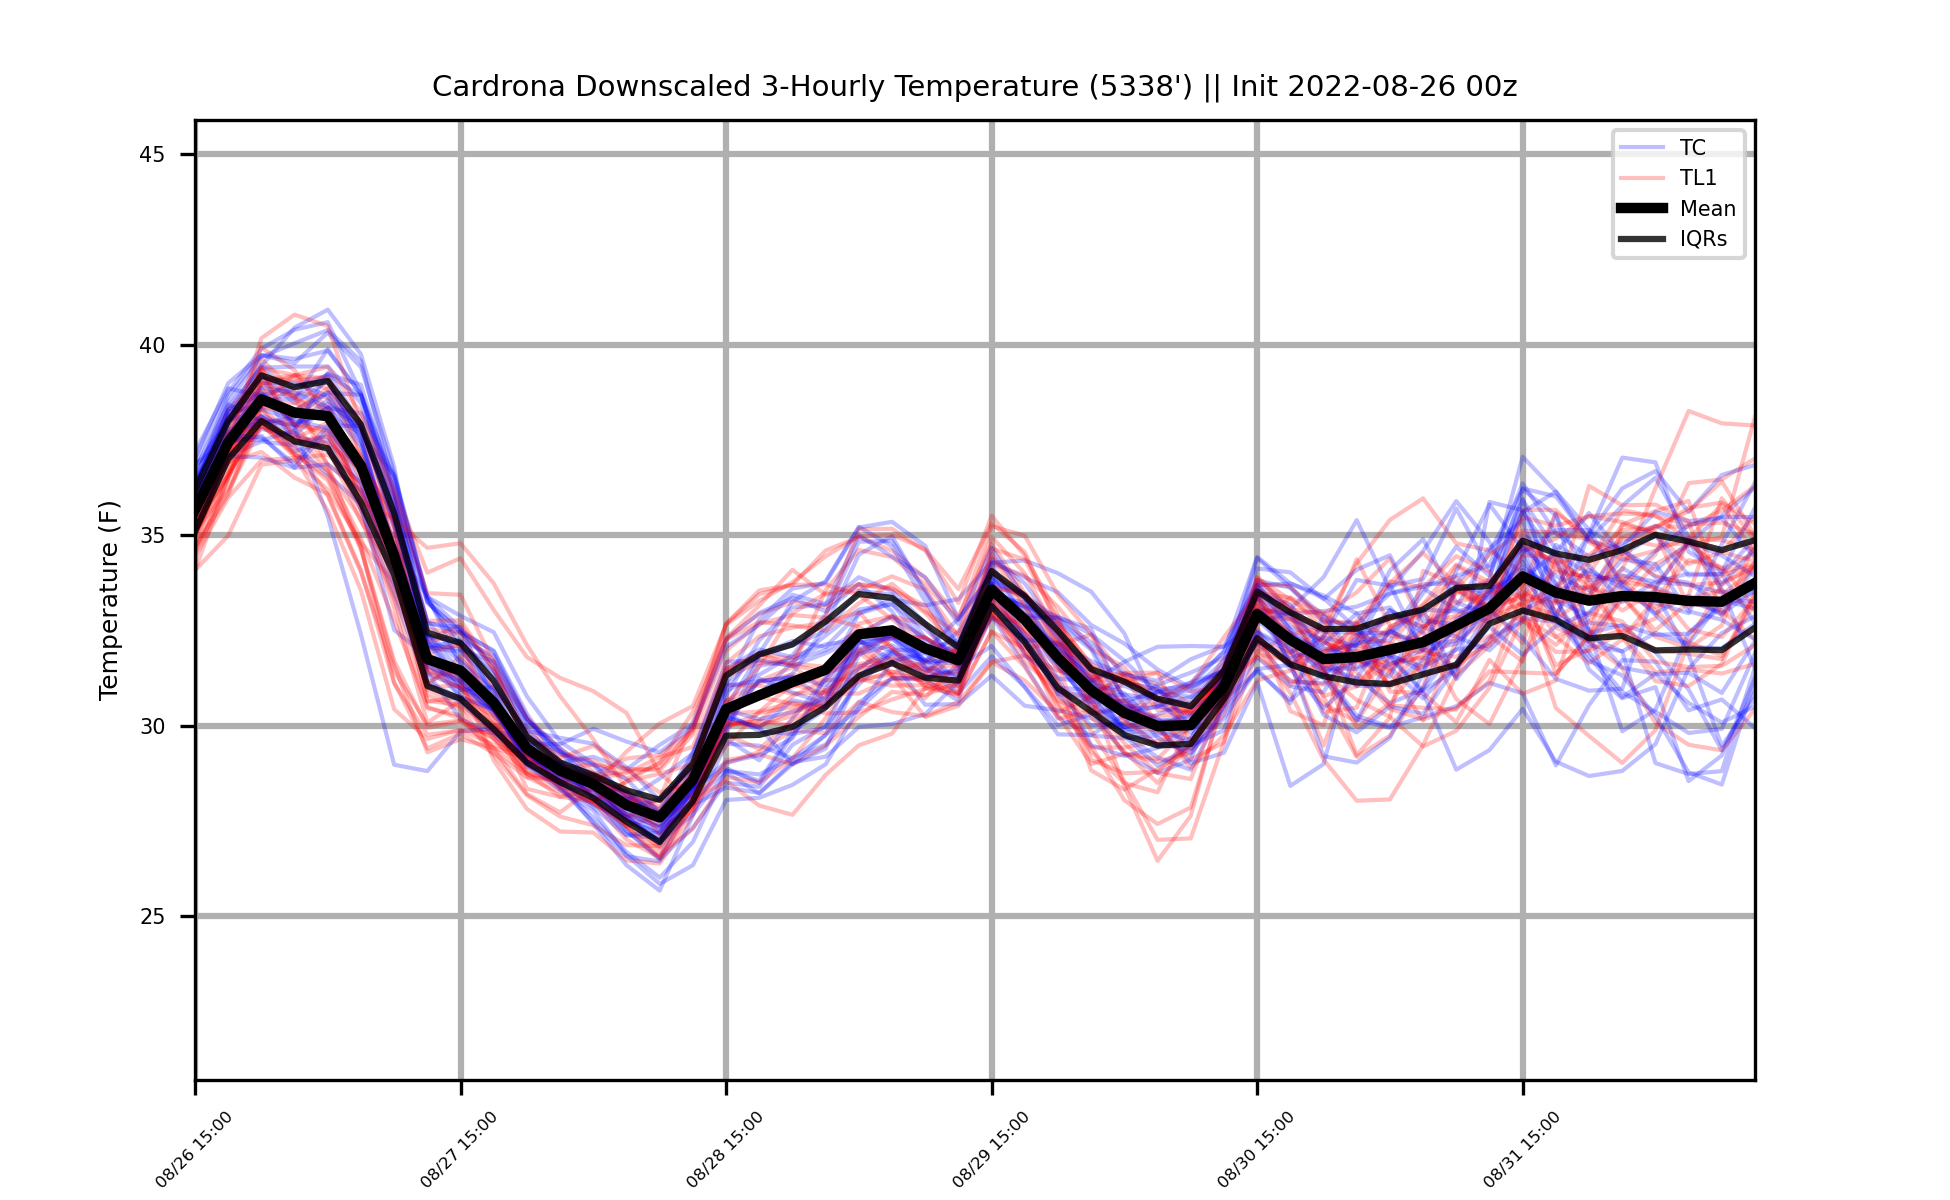 Cardrona Downscaled 3-Hourly Temperature (5338') || Init 2022-08-26 00z
TC
TL1
Mean
IQRs
Temperature (F)
45
40
35
30
25
08/26 15:00
08/27 15:00
08/28 15:00
08/29 15:00
08/30 15:00
08/31 15:00